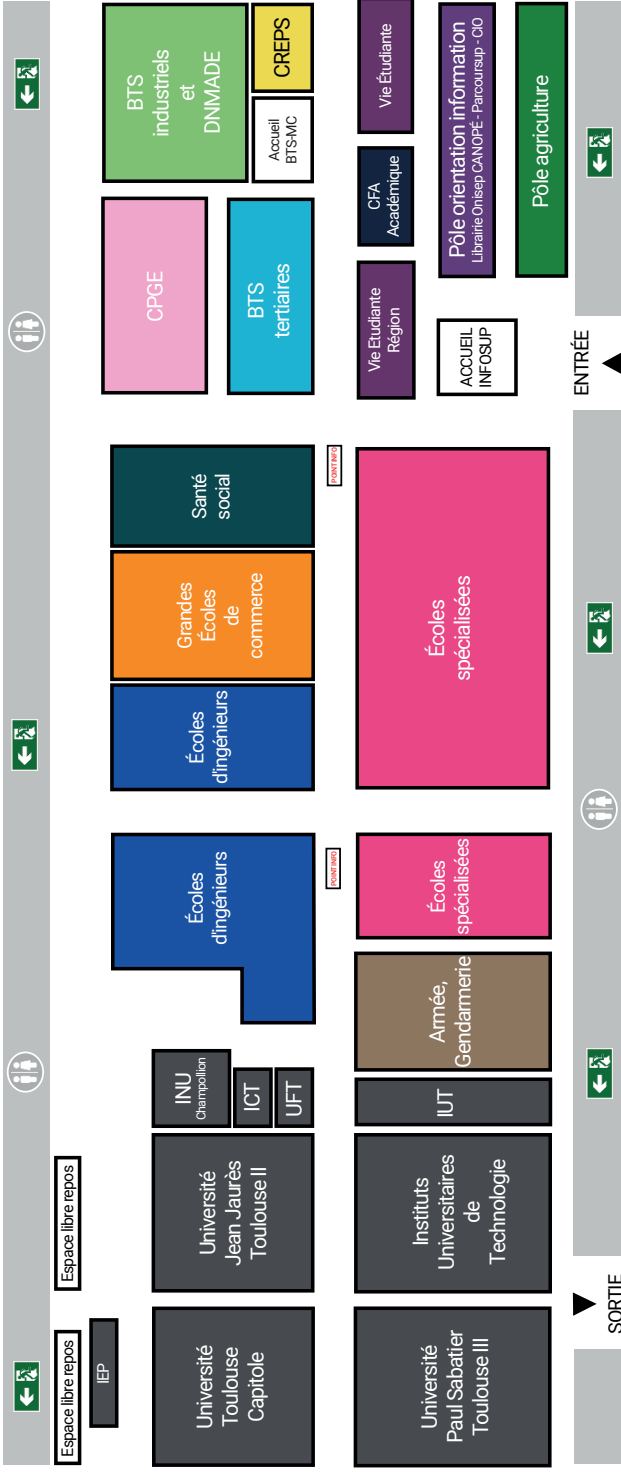 BTS
industriels
et
DNMADE
CREPS
Accueil
BTS-MC
Vie Étudiante
CFA
Académique
Pôle orientation information
Librairie Onisep CANOPÉ - Parcoursup - CIO
Pôle agriculture
CPGE
BTS
tertiaires
Vie Etudiante
Région
ACCUEIL
INFOSUP
ENTRÉE
Santé
social
POINT INFO
Grandes
Écoles
de
commerce
Écoles
d'ingénieurs
Écoles
spécialisées
Écoles
d'ingénieurs
POINT INFO
Écoles
spécialisées
Armée,
Gendarmerie
INU
Champollion
ICT
UFT
IUT
Espace libre repos
Université
Jean Jaurès
Toulouse II
Instituts
Universitaires
de
Technologie
SORTIE
Espace libre repos
IEP
Université
Toulouse
Capitole
Université
Paul Sabatier
Toulouse III